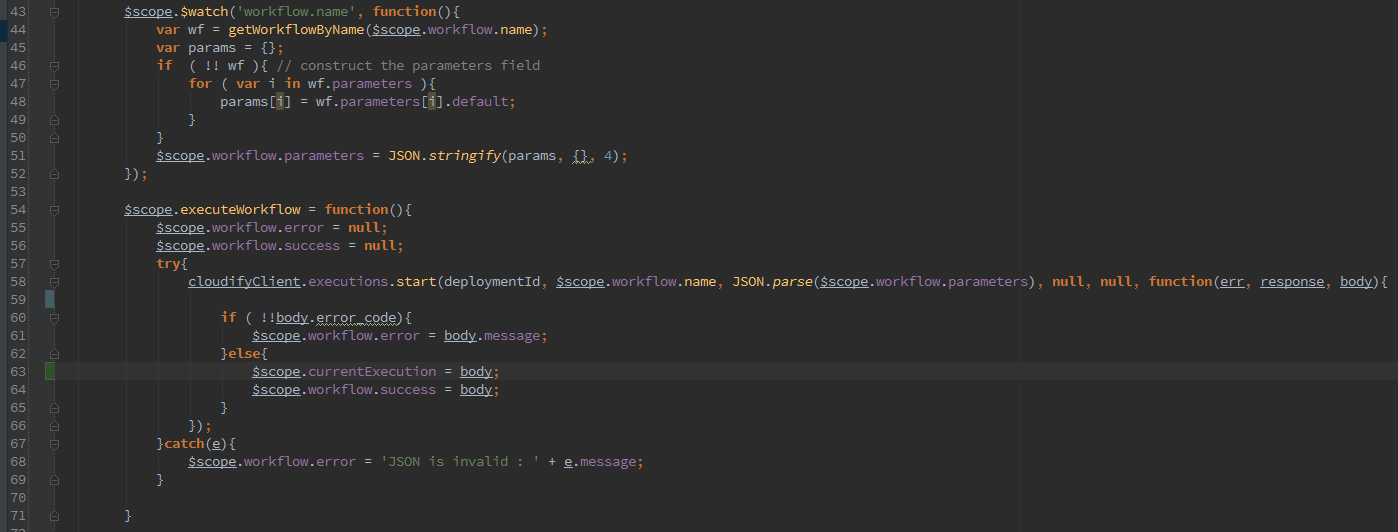 43 $scope.$watch('workflow.name', function(){
44 var wf = getWorkflowByName($scope.workflow.name);
45 var params = {};
46 if  ( !! wf ){ // construct the parameters field
47 for ( var i in wf.parameters ){
48 params[i] = wf.parameters[i].default;
49 }
50 }
51 $scope.workflow.parameters = JSON.stringify(params, {}, 4);
52 });
53
54 $scope.executeWorkflow = function(){
55 $scope.workflow.error = null;
56 $scope.workflow.success = null;
57 try{
58 cloudifyClient.executions.start(deploymentId, $scope.workflow.name, JSON.parse($scope.workflow.parameters), null, null, function(err, response, body){
59
60 if ( !!body.error_code){
61 $scope.workflow.error = body.message;
62 }else{
63 $scope.currentExecution = body;
64 $scope.workflow.success = body;
65 }
66 });
67 }catch(e){
68 $scope.workflow.error = 'JSON is invalid : ' + e.message;
69 }
70
71 }